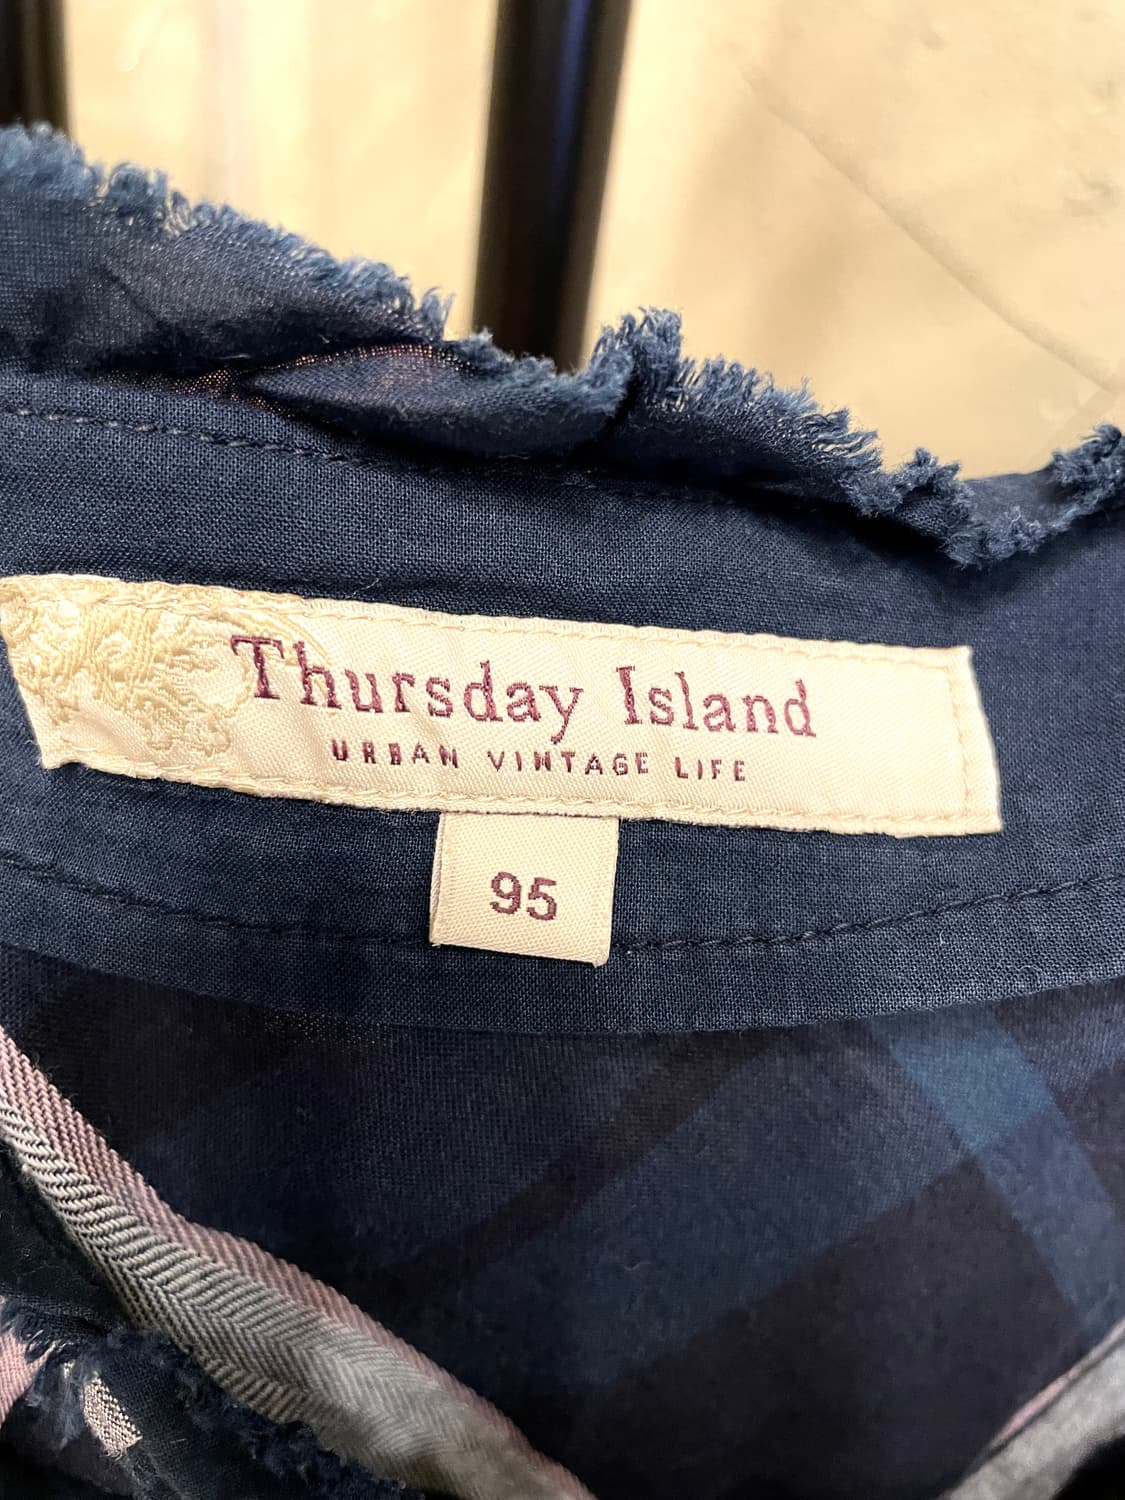 Thursday Island
URBAN VINTAGE LIFE
95